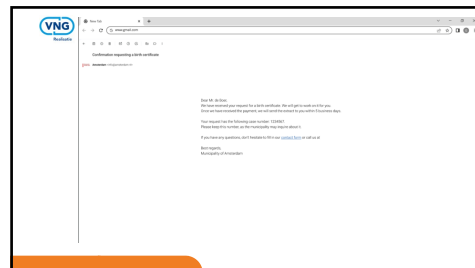 VNG
Realisatie
New Tab
www.gmail.com
Confirmation requesting a birth certificate
Dear Mr. de Boer,
We have received your request for a birth certificate. We will get to work on it for you.
Once we have received the payment, we will send the extract to you within 5 business days.
Your request has the following case number: 1234567.
Please keep this number, as the municipality may inquire about it.
If you have any questions, don't hesitate to fill in our contact form or call us at
Best regards,
Municipality of Amsterdam